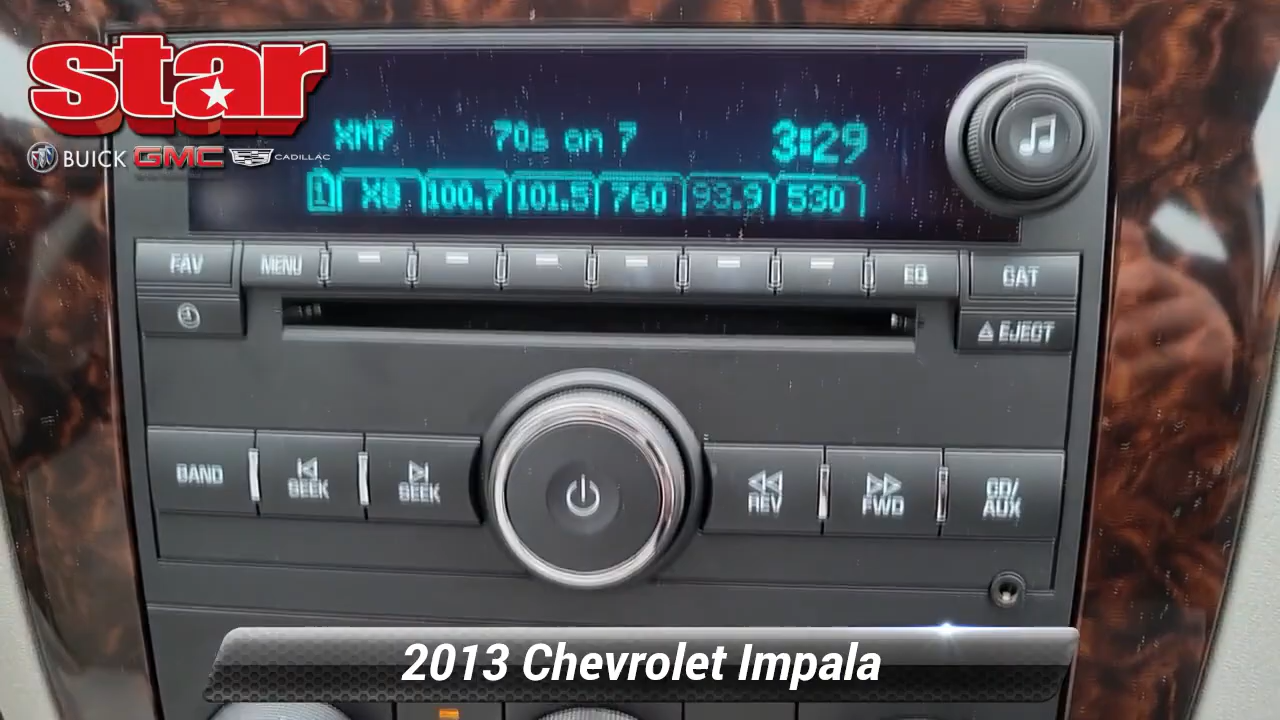 star
BUICK GMC CADILLAC
XM7 70s on 7 3:29
1 X8 100.7 101.5 760 93.9 530
FAV MENU EQ CAT
EJECT
BAND SEEK SEEK REV FWD CD/AUX
2013 Chevrolet Impala